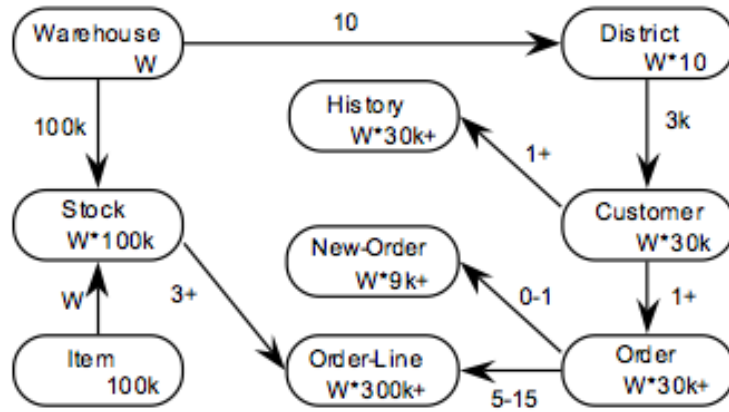 Warehouse
W
10
District
W*10
History
W*30k+
100k
1+
3k
Stock
W*100k
Customer
W*30k
New-Order
W*9k+
W
3+
0-1
1+
Item
100k
Order-Line
W*300k+
5-15
Order
W*30k+